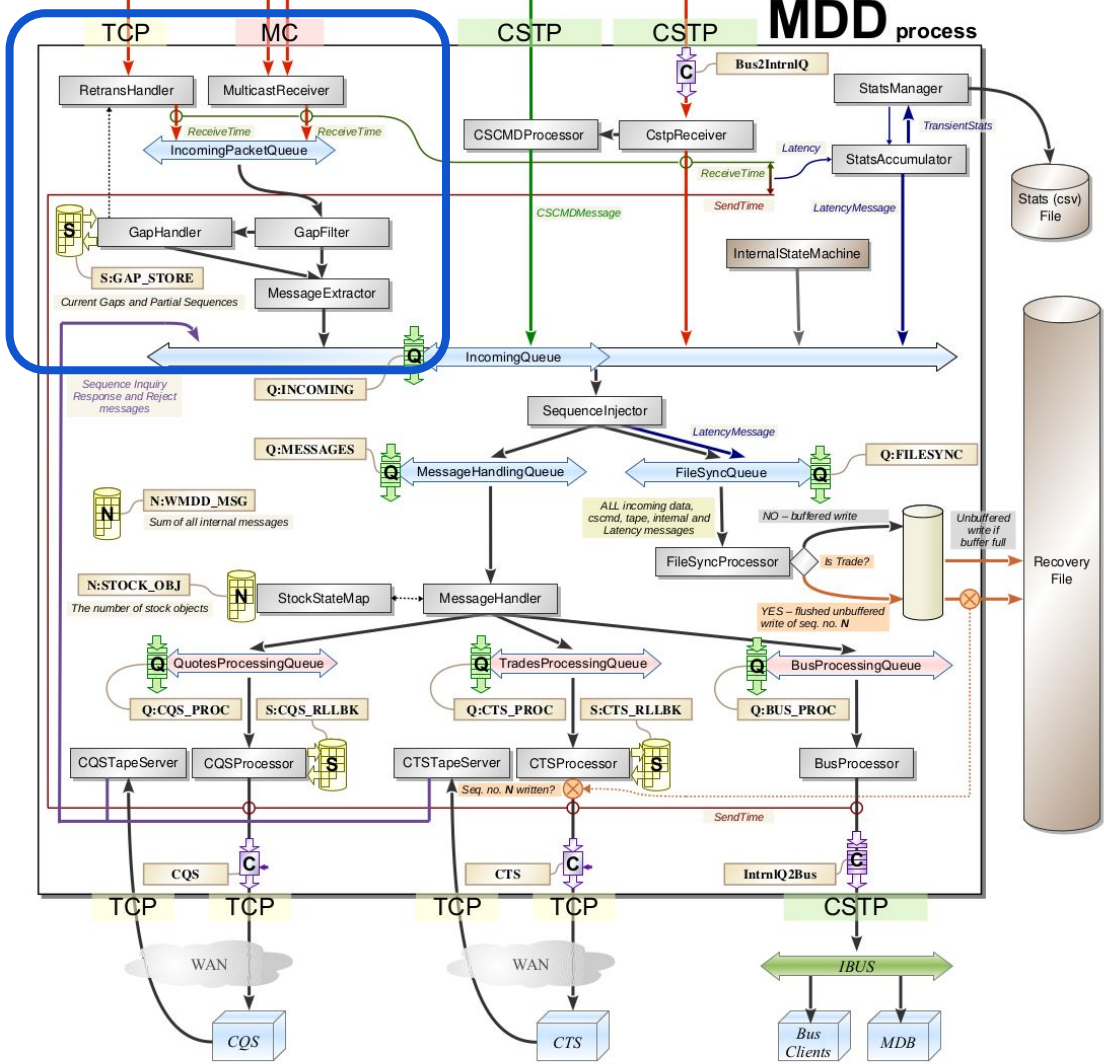 MDD process
TCP
MC
CSTP
CSTP
C
Bus2IntrnlQ
RetransHandler
MulticastReceiver
StatsManager
ReceiveTime
ReceiveTime
CSCMDProcessor
CstpReceiver
TransientStats
IncomingPacketQueue
Latency
StatsAccumulator
ReceiveTime
Stats (csv)
File
SendTime
LatencyMessage
CSCMDMessage
S
GapHandler
GapFilter
InternalStateMachine
S:GAP_STORE
MessageExtractor
Current Gaps and Partial Sequences
Q
IncomingQueue
Sequence Inquiry
Response and Reject
messages
Q:INCOMING
SequenceInjector
LatencyMessage
Q:MESSAGES
Q:FILESYNC
Q
MessageHandlingQueue
FileSyncQueue
Q
N
N:WMDD_MSG
Sum of all internal messages
ALL incoming data,
cscmd, tape, internal and
Latency messages
NO – buffered write
Unbuffered
write if
buffer full
FileSyncProcessor
Is Trade?
Recovery
File
N:STOCK_OBJ
The number of stock objects
N
StockStateMap
MessageHandler
YES – flushed unbuffered
write of seq. no. N
Q
QuotesProcessingQueue
Q
TradesProcessingQueue
Q
BusProcessingQueue
Q:CQS_PROC
S:CQS_RLLBK
Q:CTS_PROC
S:CTS_RLLBK
Q:BUS_PROC
CQSTapeServer
CQSProcessor
S
CTSTapeServer
CTSProcessor
S
BusProcessor
Seq. no. N written?
SendTime
CQS
C
CTS
C
IntrnlQ2Bus
C
TCP
TCP
TCP
TCP
CSTP
WAN
WAN
IBUS
CQS
CTS
Bus
Clients
MDB